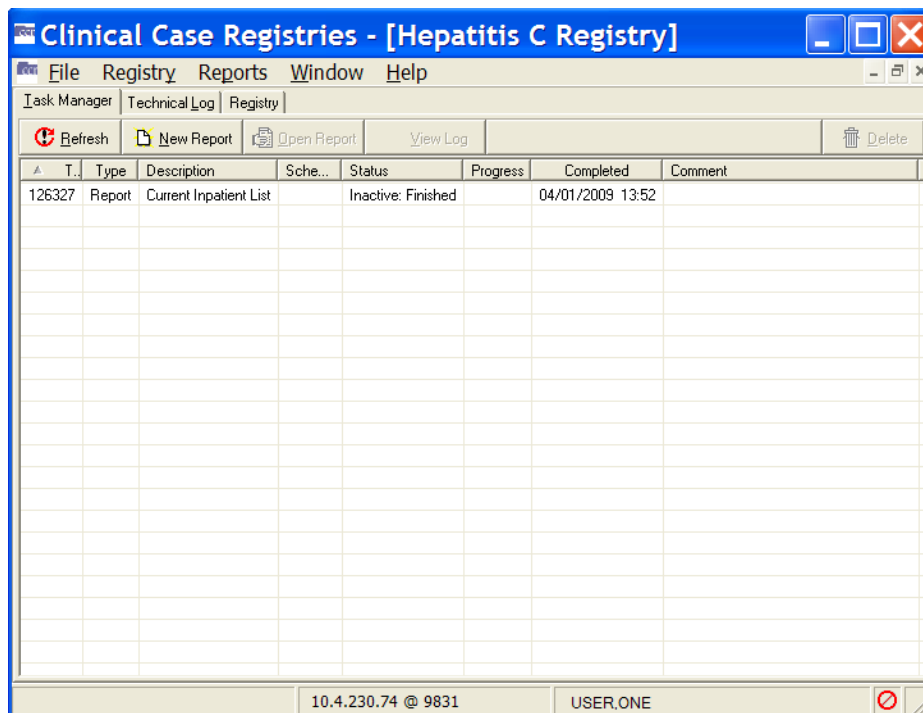 Clinical Case Registries - [Hepatitis C Registry]
File Registry Reports Window Help
Task Manager Technical Log Registry
Refresh New Report Open Report View Log Delete
T.. Type Description Sche... Status Progress Completed Comment
126327 Report Current Inpatient List Inactive: Finished 04/01/2009 13:52
10.4.230.74 @ 9831 USER,ONE